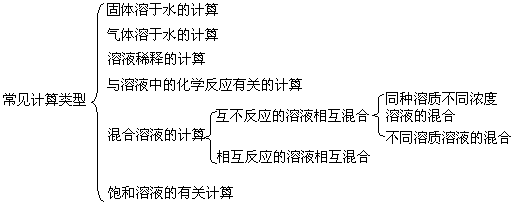 固体溶于水的计算
气体溶于水的计算
溶液稀释的计算
与溶液中的化学反应有关的计算
常见计算类型
混合溶液的计算
互不反应的溶液相互混合
同种溶质不同浓度
溶液的混合
不同溶质溶液的混合
相互反应的溶液相互混合
饱和溶液的有关计算